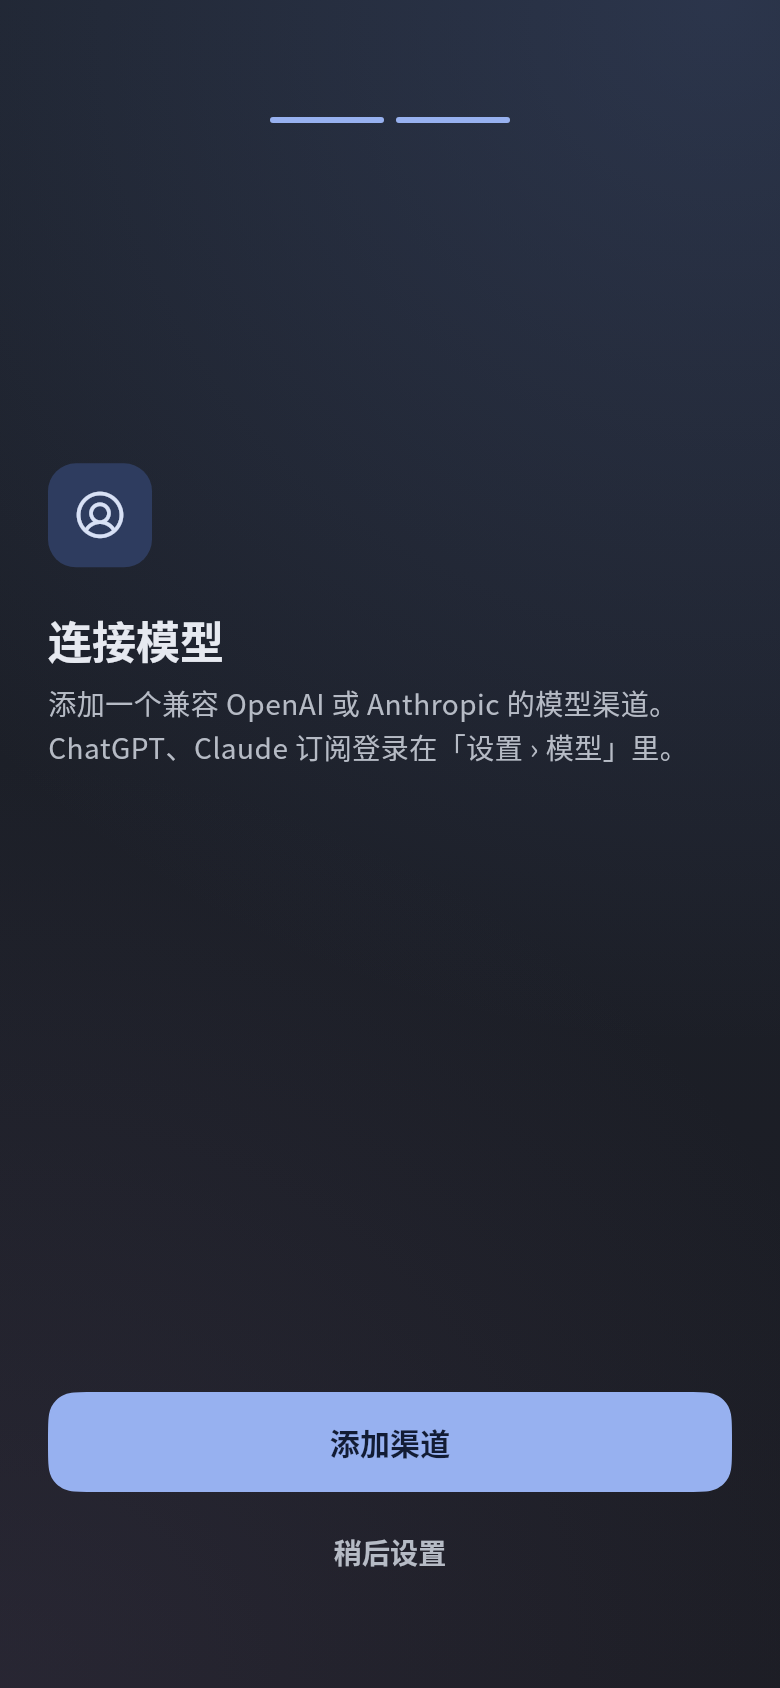 连接模型
添加一个兼容 OpenAI 或 Anthropic 的模型渠道。
ChatGPT、Claude 订阅登录在「设置 › 模型」里。
添加渠道
稍后设置